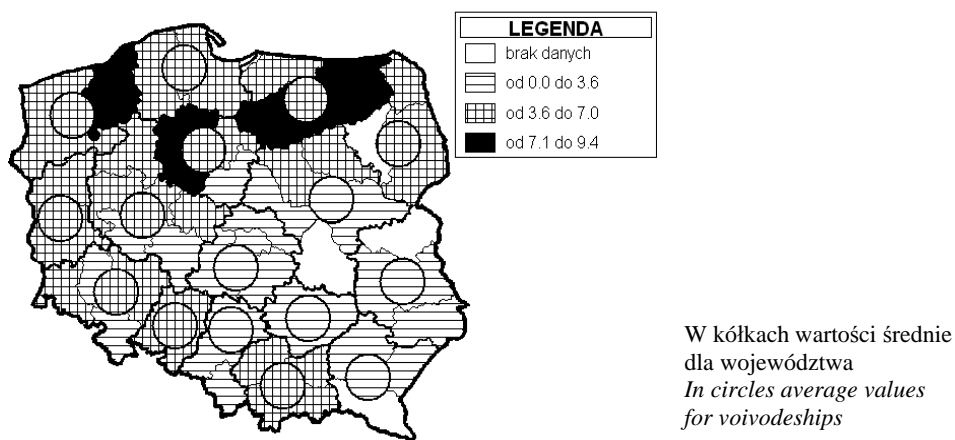 LEGENDA
brak danych
od 0.0 do 3.6
od 3.6 do 7.0
od 7.1 do 9.4
W kółkach wartości średnie
dla województwa
In circles average values
for voivodeships